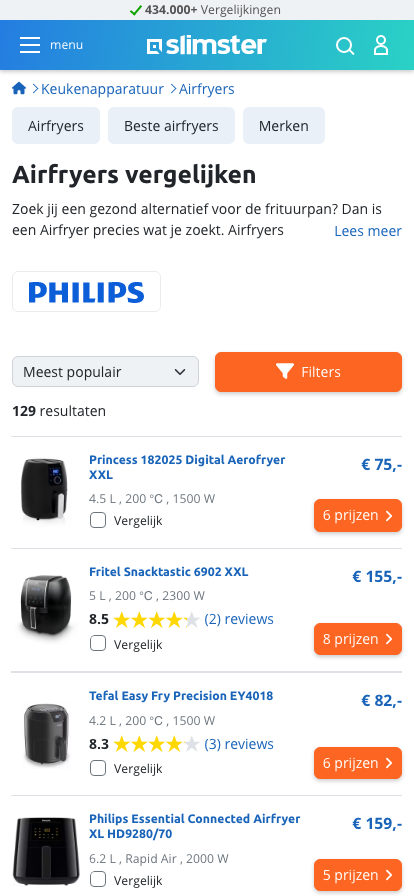 434.000+ Vergelijkingen
menu
slimster
Keukenapparatuur
Airfryers
Airfryers
Beste airfryers
Merken
Airfryers vergelijken
Zoek jij een gezond alternatief voor de frituurpan? Dan is
een Airfryer precies wat je zoekt. Airfryers
Lees meer
PHILIPS
Meest populair
Filters
129 resultaten
Princess 182025 Digital Aerofryer
XXL
€ 75,-
4.5 L , 200 °C , 1500 W
Vergelijk
6 prijzen
Fritel Snacktastic 6902 XXL
€ 155,-
5 L , 200 °C , 2300 W
8.5 (2) reviews
Vergelijk
8 prijzen
Tefal Easy Fry Precision EY4018
€ 82,-
4.2 L , 200 °C , 1500 W
8.3 (3) reviews
Vergelijk
6 prijzen
Philips Essential Connected Airfryer
XL HD9280/70
€ 159,-
6.2 L , Rapid Air , 2000 W
Vergelijk
5 prijzen